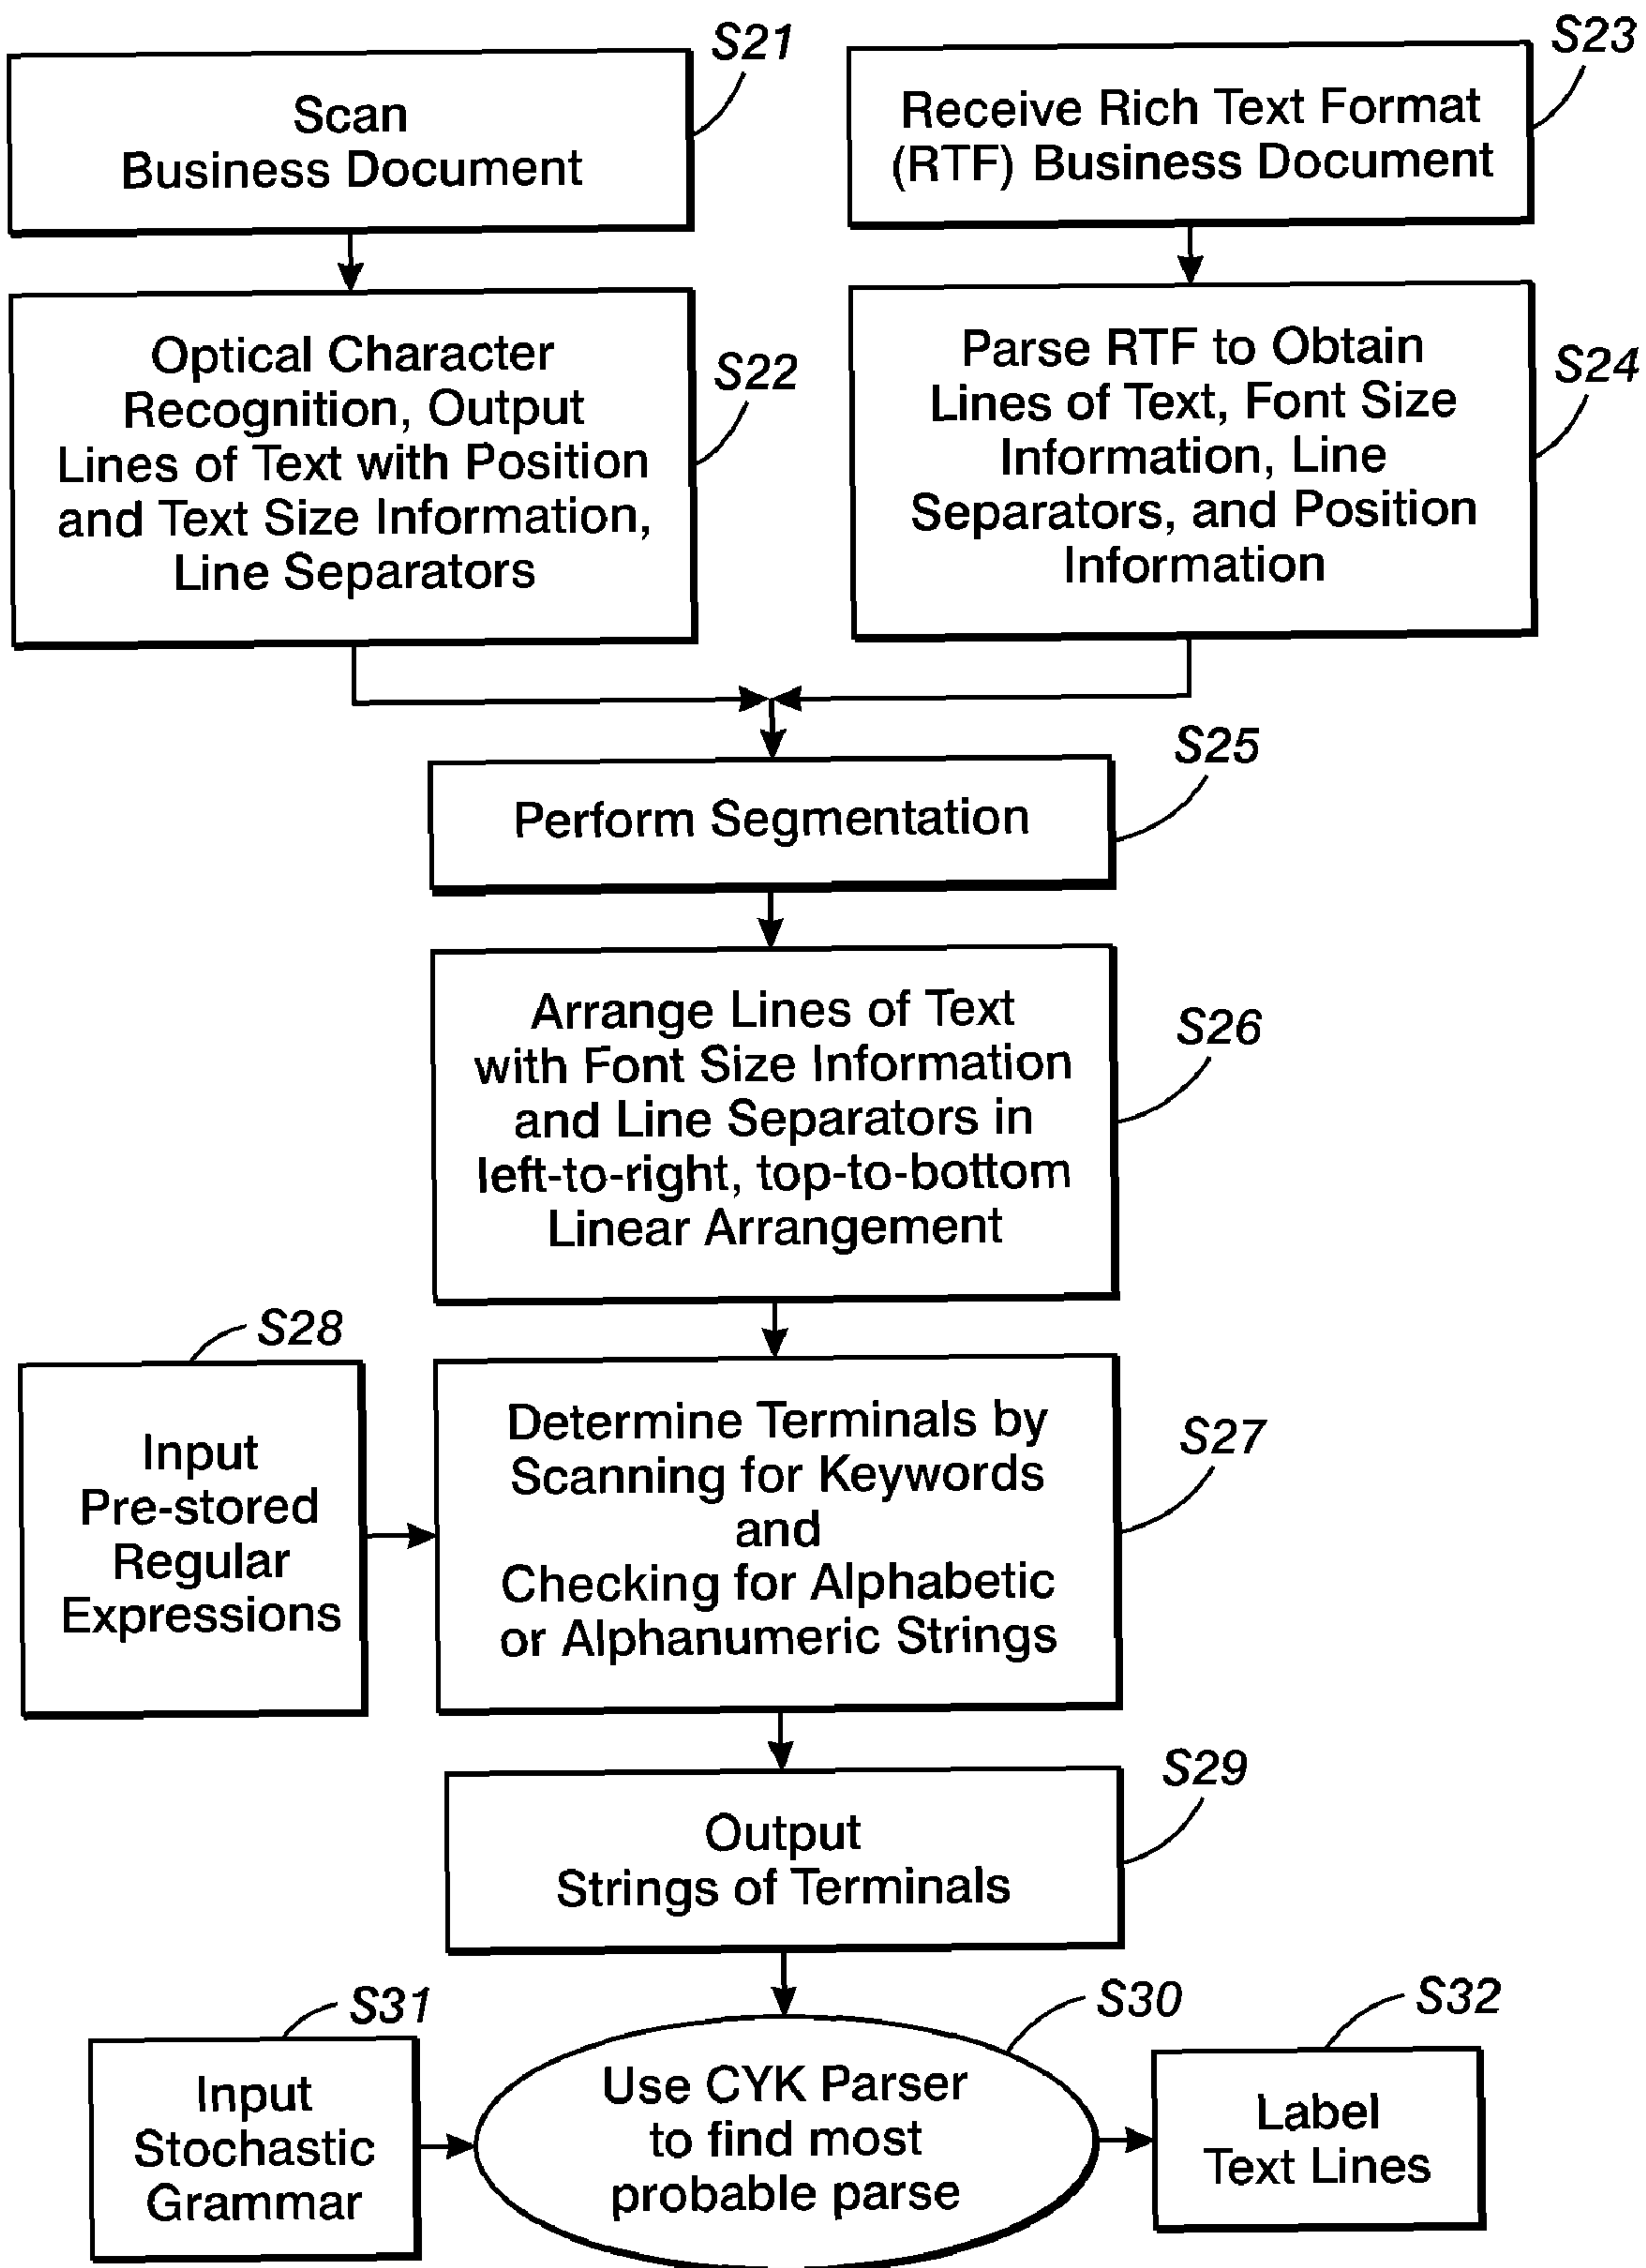 S21
Scan
Business Document
S23
Receive Rich Text Format
(RTF) Business Document
S22
Optical Character
Recognition, Output
Lines of Text with Position
and Text Size Information,
Line Separators
S24
Parse RTF to Obtain
Lines of Text, Font Size
Information, Line
Separators, and Position
Information
S25
Perform Segmentation
S26
Arrange Lines of Text
with Font Size Information
and Line Separators in
left-to-right, top-to-bottom
Linear Arrangement
S28
Input
Pre-stored
Regular
Expressions
S27
Determine Terminals by
Scanning for Keywords
and
Checking for Alphabetic
or Alphanumeric Strings
S29
Output
Strings of Terminals
S31
Input
Stochastic
Grammar
S30
Use CYK Parser
to find most
probable parse
S32
Label
Text Lines